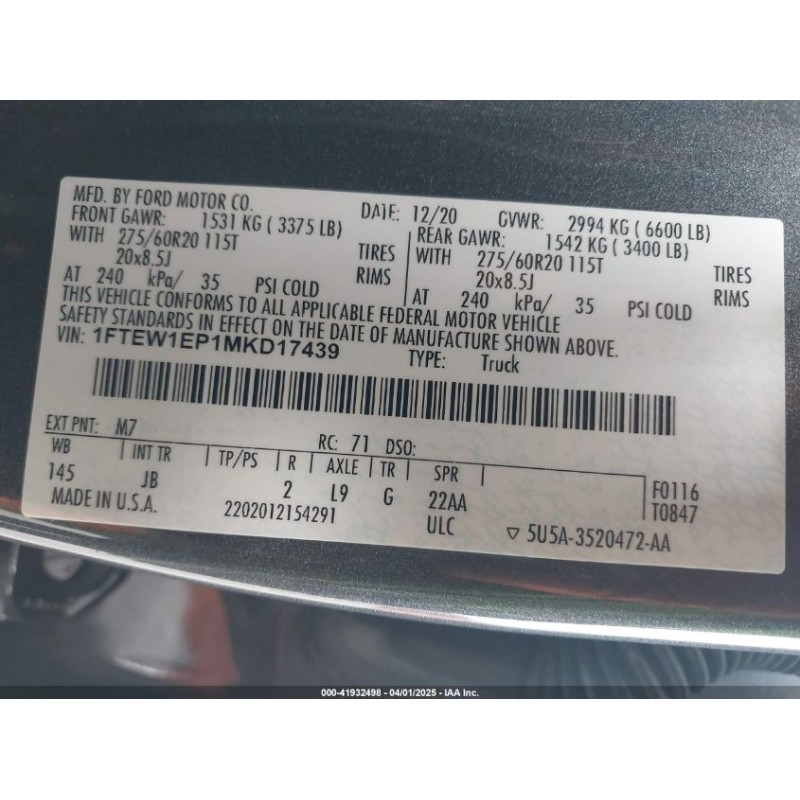 MFD. BY FORD MOTOR CO. DATE: 12/20 GVWR: 2994 KG ( 6600 LB)
FRONT GAWR: 1531 KG ( 3375 LB) REAR GAWR: 1542 KG ( 3400 LB)
WITH 275/60R20 115T TIRES WITH 275/60R20 115T TIRES
20x8.5J RIMS 20x8.5J RIMS
AT 240 kPa/ 35 PSI COLD AT 240 kPa/ 35 PSI COLD
THIS VEHICLE CONFORMS TO ALL APPLICABLE FEDERAL MOTOR VEHICLE
SAFETY STANDARDS IN EFFECT ON THE DATE OF MANUFACTURE SHOWN ABOVE.
VIN: 1FTEW1EP1MKD17439 TYPE: Truck
EXT PNT: M7 RC: 71 DSO:
WB INT TR TP/PS R AXLE TR SPR
145 JB 2 L9 G 22AA F0116
MADE IN U.S.A. 2202012154291 ULC T0847
▽ 5U5A-3520472-AA
000-41932498 - 04/01/2025 - IAA Inc.